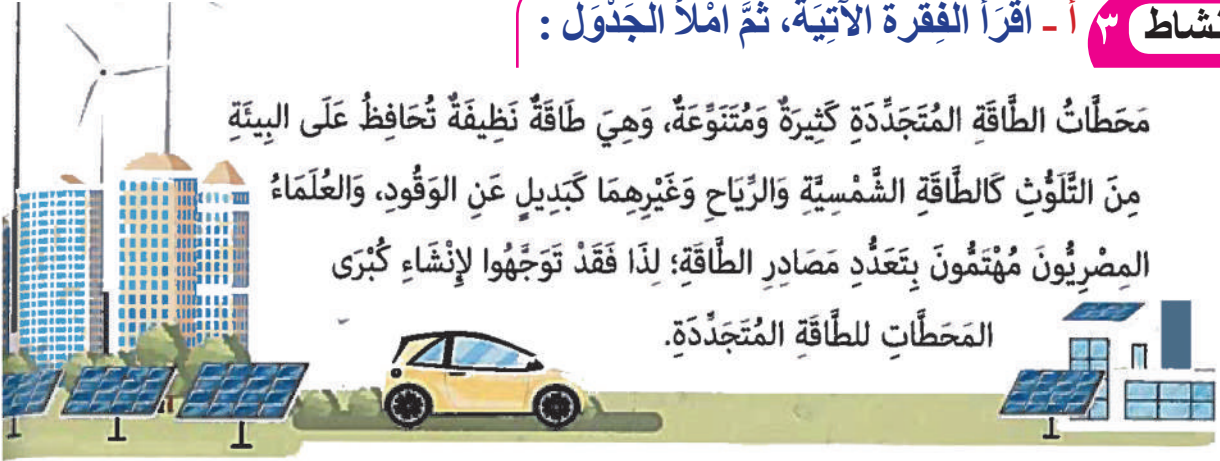 نشاط ٣ أ - اقْرَأ الفِقْرةَ الآتِيَةَ، ثُمَّ امْلأ الجَدْوَل :
مَحَطَّاتُ الطَّاقَةِ المُتَجَدِّدَةِ كَثِيرَةٌ وَمُتَنَوِّعَةٌ، وَهِيَ طَاقَةٌ نَظِيفَةٌ تُحَافِظُ عَلَى البِيئَةِ
مِنَ التَّلَوُّثِ كَالطَّاقَةِ الشَّمْسِيَّةِ وَالرِّيَاحِ وَغَيْرِهِمَا كَبَدِيلٍ عَنِ الوَقُودِ، وَالعُلَمَاءُ
المِصْرِيُّونَ مُهْتَمُّونَ بِتَعَدُّدِ مَصَادِرِ الطَّاقَةِ؛ لِذَا فَقَدْ تَوَجَّهُوا لِإنْشَاءِ كُبْرَى
المَحَطَّاتِ للطَّاقَةِ المُتَجَدِّدَةِ.